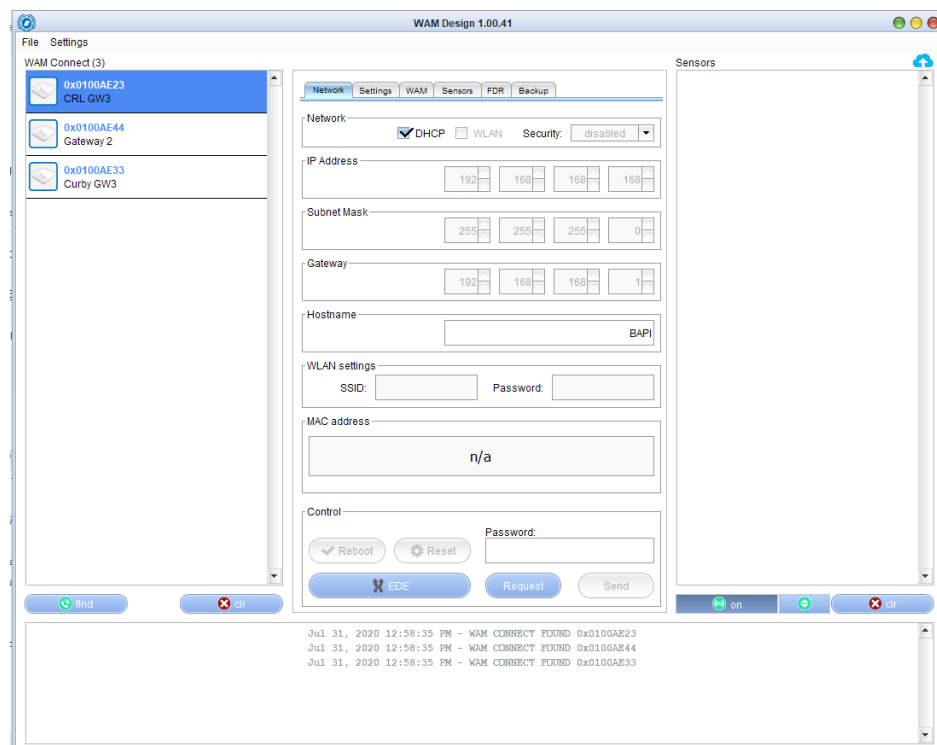 WAM Design 1.00.41
File Settings
WAM Connect (3)
0x0100AE23
CRL GW3
0x0100AE44
Gateway 2
0x0100AE33
Curby GW3
find
clr
Network Settings WAM Sensors FDR Backup
Network
DHCP WLAN Security: disabled
IP Address
192 168 168 168
Subnet Mask
255 255 255 0
Gateway
192 168 168 1
Hostname
BAPI
WLAN settings
SSID: Password:
MAC address
n/a
Control
Password:
Reboot Reset
EDE Request Send
Sensors
on
clr
Jul 31, 2020 12:58:35 PM - WAM CONNECT FOUND 0x0100AE23
Jul 31, 2020 12:58:35 PM - WAM CONNECT FOUND 0x0100AE44
Jul 31, 2020 12:58:35 PM - WAM CONNECT FOUND 0x0100AE33